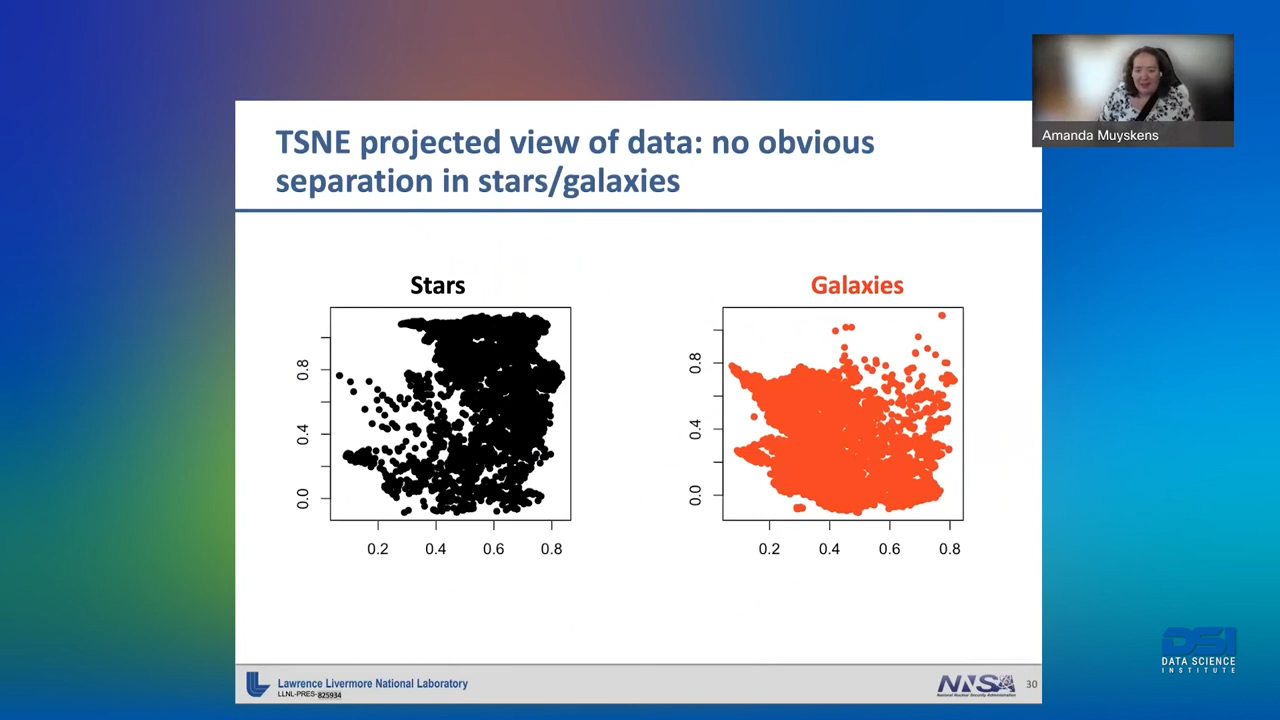 Amanda Muyskens
TSNE projected view of data: no obvious
separation in stars/galaxies
Stars
Galaxies
0.8
0.4
0.0
0.2 0.4 0.6 0.8
0.8
0.4
0.0
0.2 0.4 0.6 0.8
Lawrence Livermore National Laboratory
LLNL-PRES-825934
NNSA
National Nuclear Security Administration
30
DSI
DATA SCIENCE
INSTITUTE